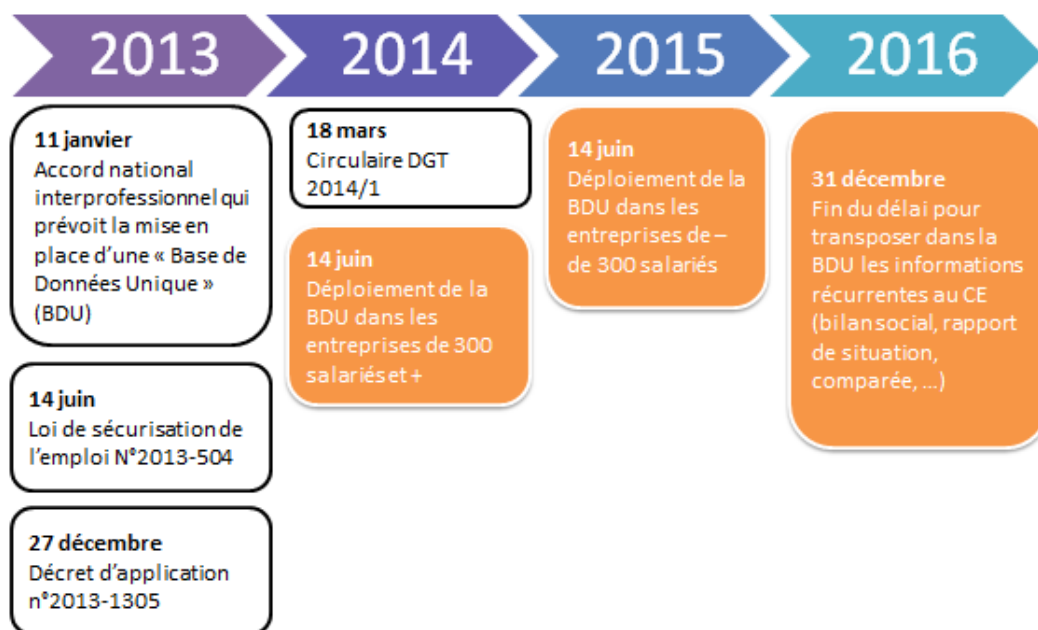 2013
2014
2015
2016
11 janvier
Accord national
interprofessionnel qui
prévoit la mise en
place d'une « Base de
Données Unique »
(BDU)
14 juin
Loi de sécurisation de
l'emploi N°2013-504
27 décembre
Décret d'application
n°2013-1305
18 mars
Circulaire DGT
2014/1
14 juin
Déploiement de la
BDU dans les
entreprises de 300
salariés et +
14 juin
Déploiement de la
BDU dans les
entreprises de –
de 300 salariés
31 décembre
Fin du délai pour
transposer dans la
BDU les informations
récurrentes au CE
(bilan social, rapport
de situation,
comparée, ...)